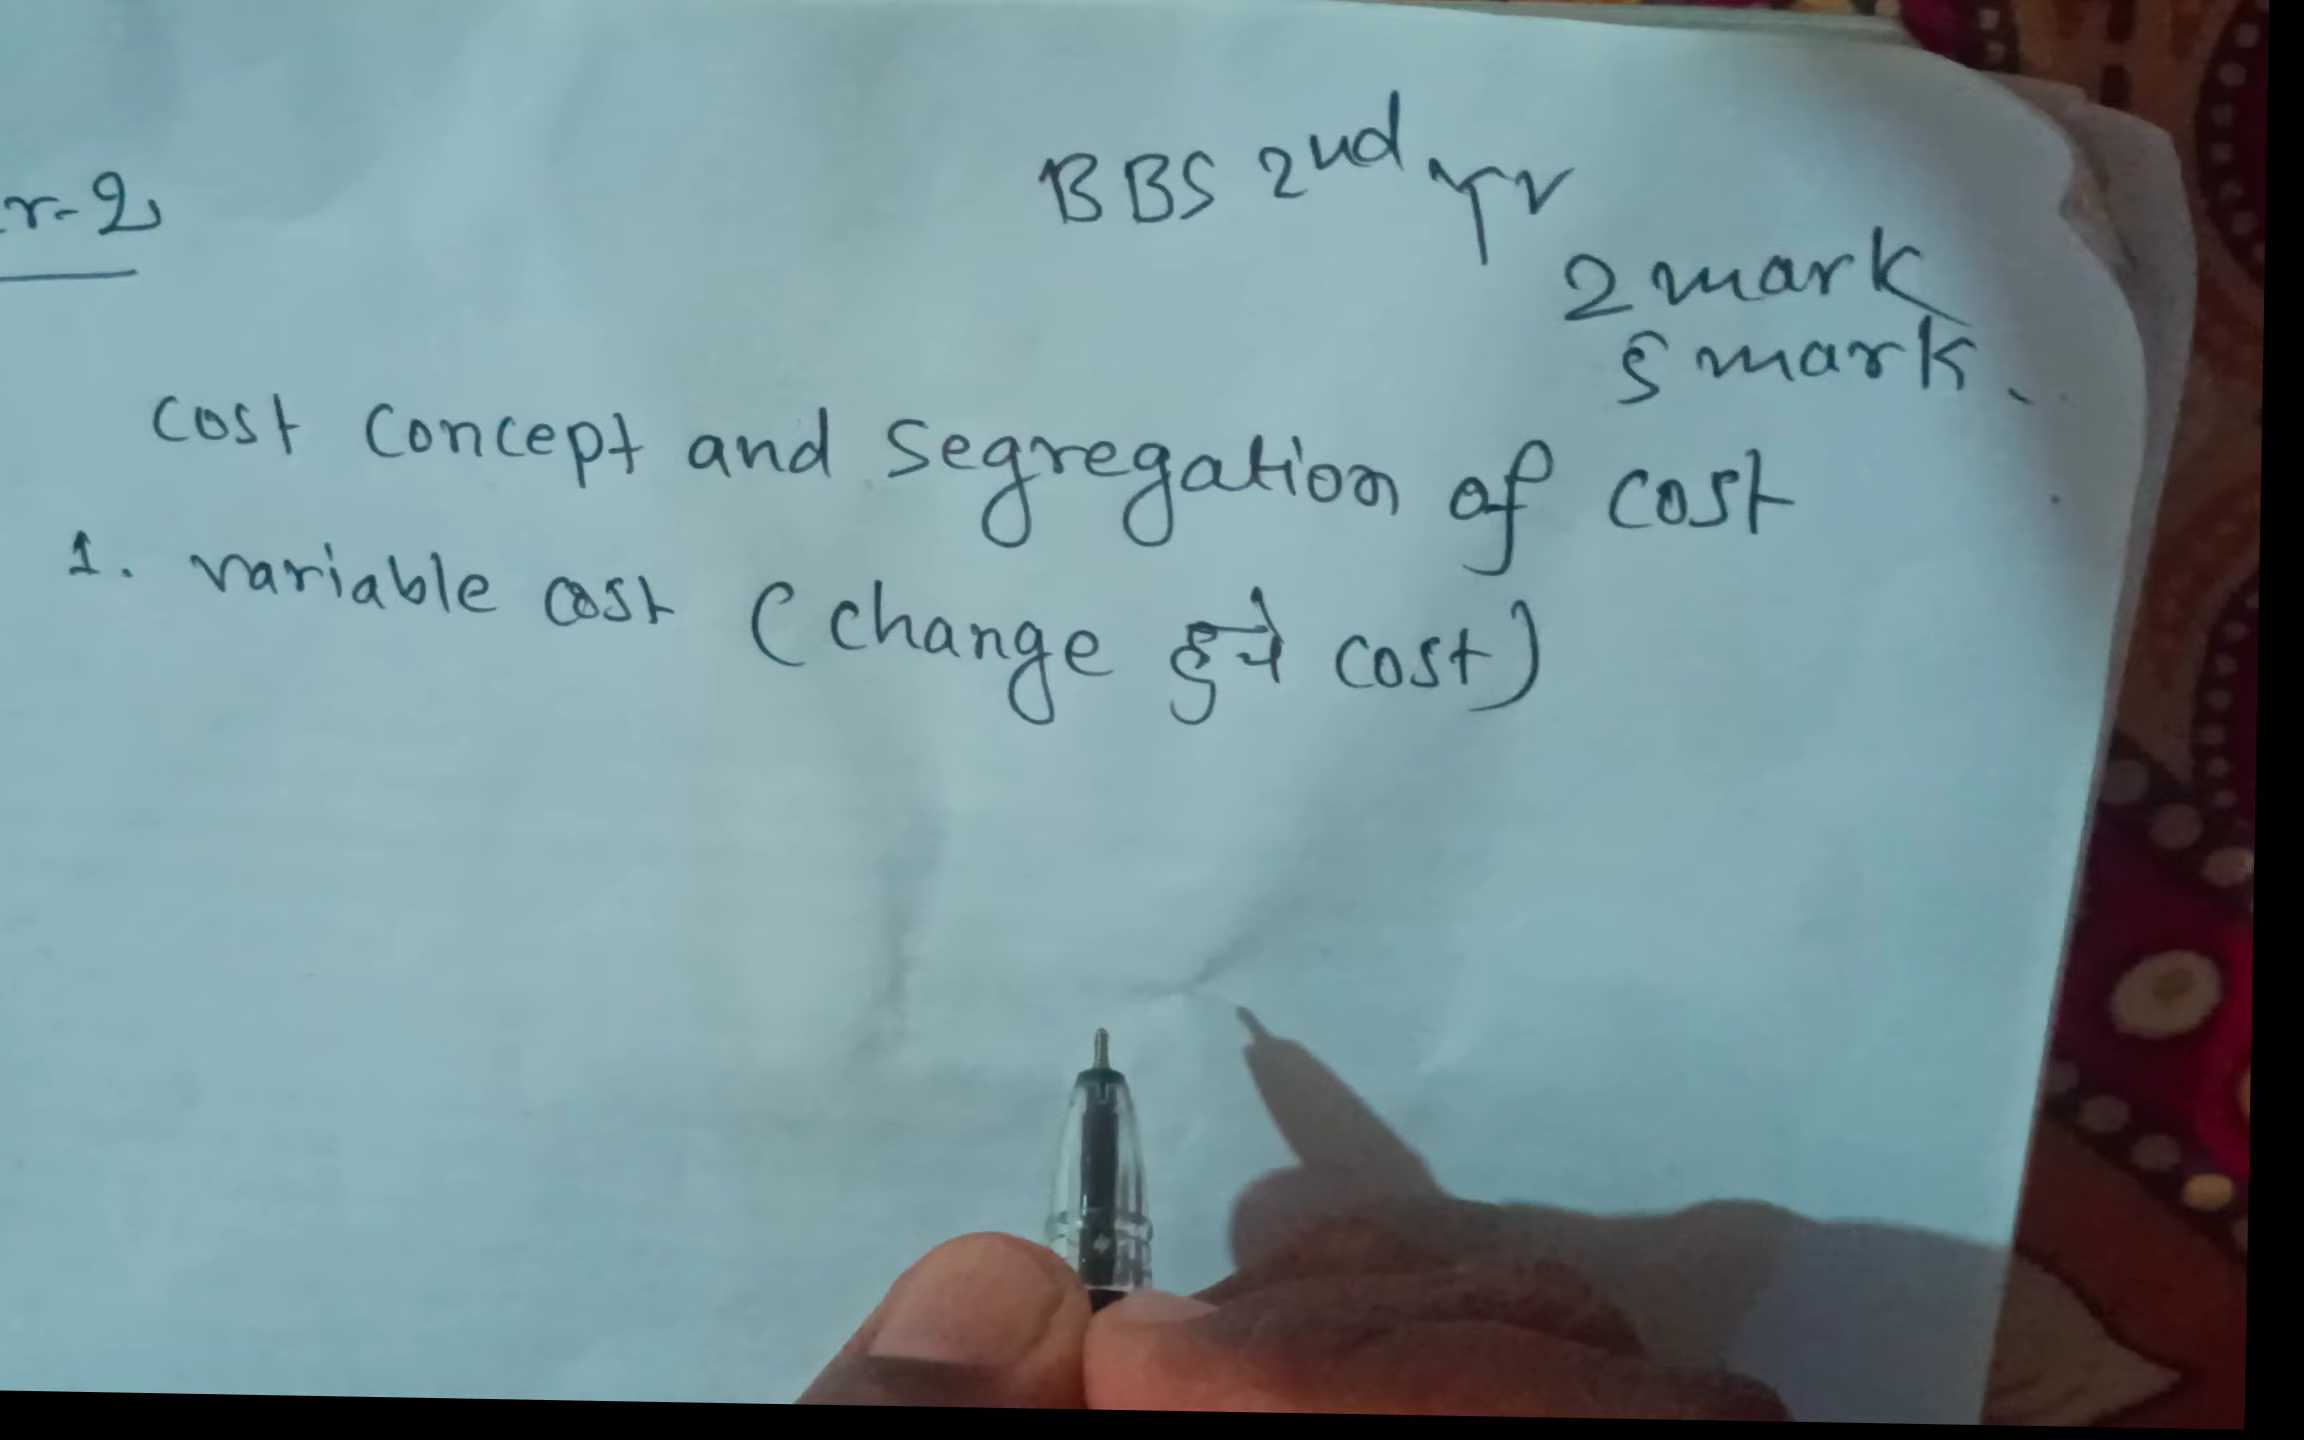 r-2
BBS 2nd yr
2 mark
5 mark
cost concept and segregation of cost
1. variable cost (change हुने cost)